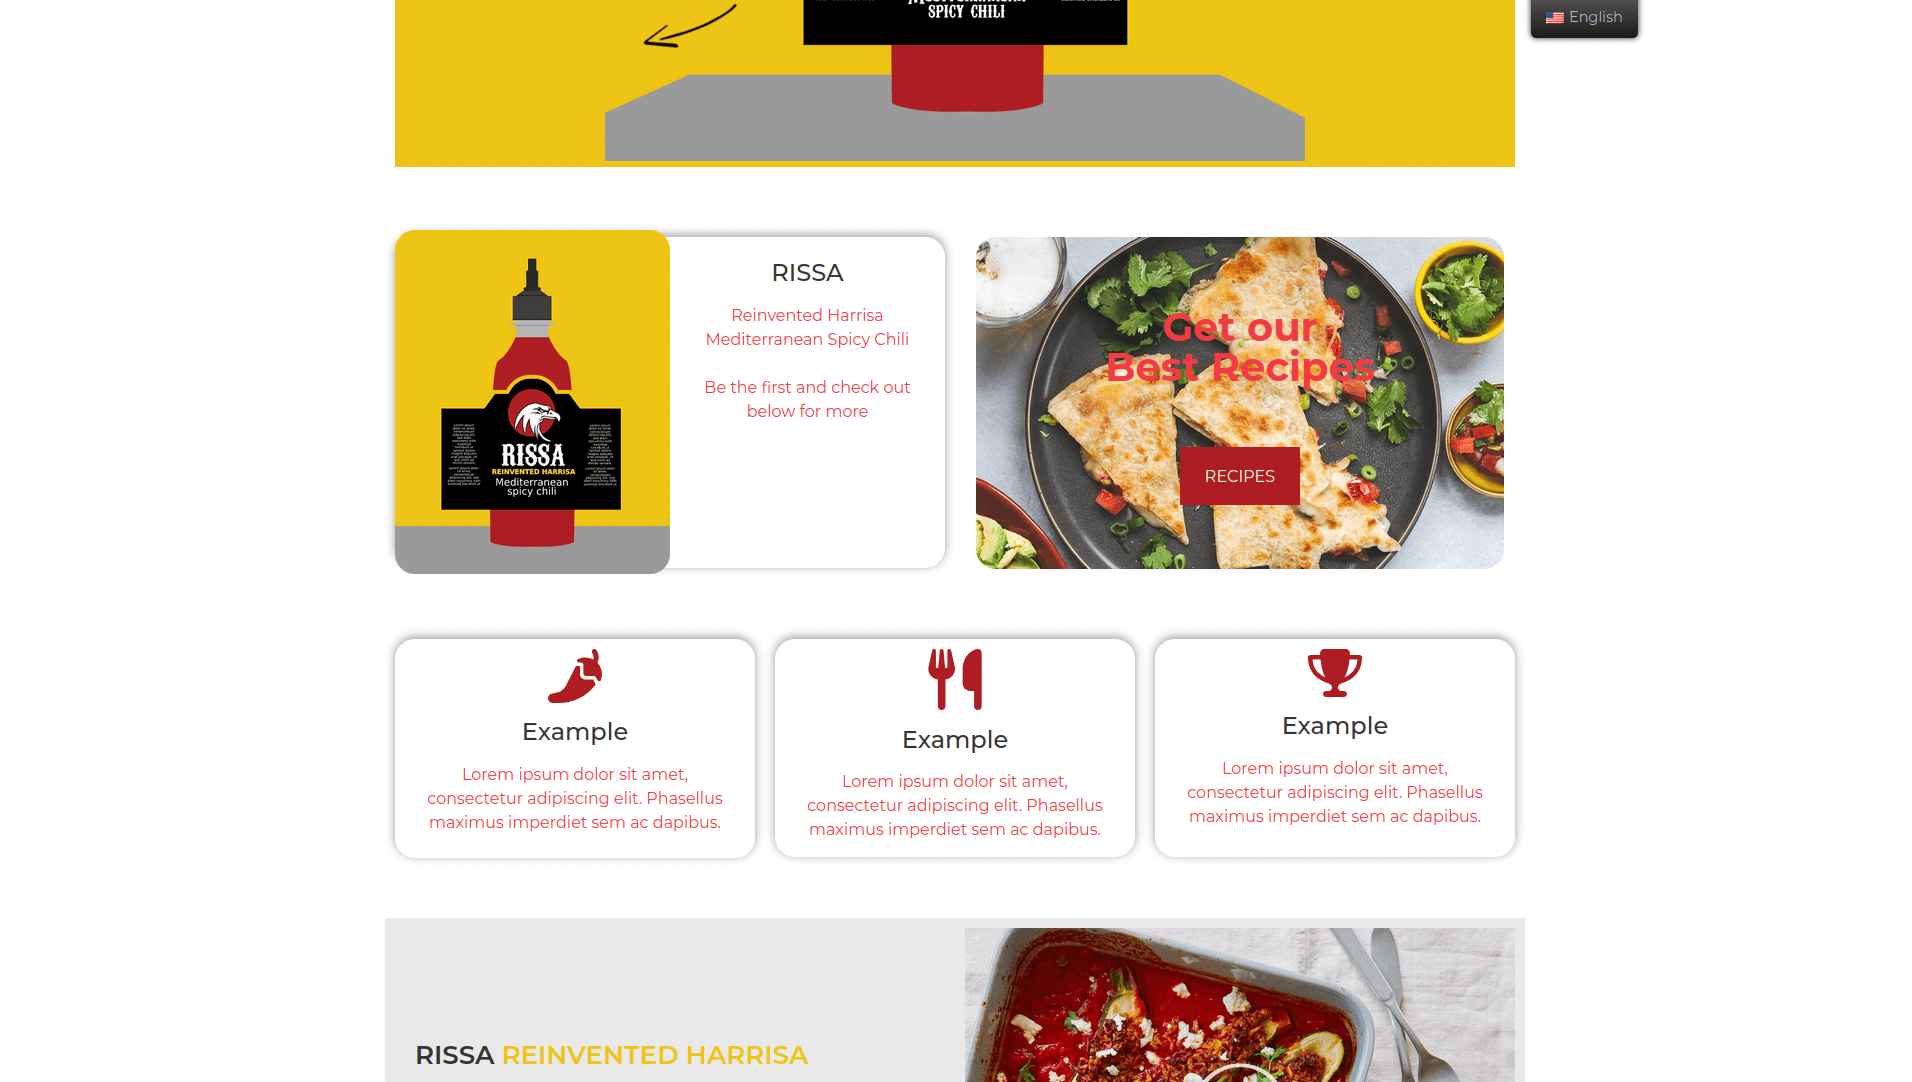 SPICY CHILI
English
RISSA
Reinvented Harrisa
Mediterranean Spicy Chili
Be the first and check out
below for more
RISSA
REINVENTED HARRISA
Mediterranean
spicy chili
Get our
Best Recipes
RECIPES
Example
Lorem ipsum dolor sit amet,
consectetur adipiscing elit. Phasellus
maximus imperdiet sem ac dapibus.
Example
Lorem ipsum dolor sit amet,
consectetur adipiscing elit. Phasellus
maximus imperdiet sem ac dapibus.
Example
Lorem ipsum dolor sit amet,
consectetur adipiscing elit. Phasellus
maximus imperdiet sem ac dapibus.
RISSA REINVENTED HARRISA